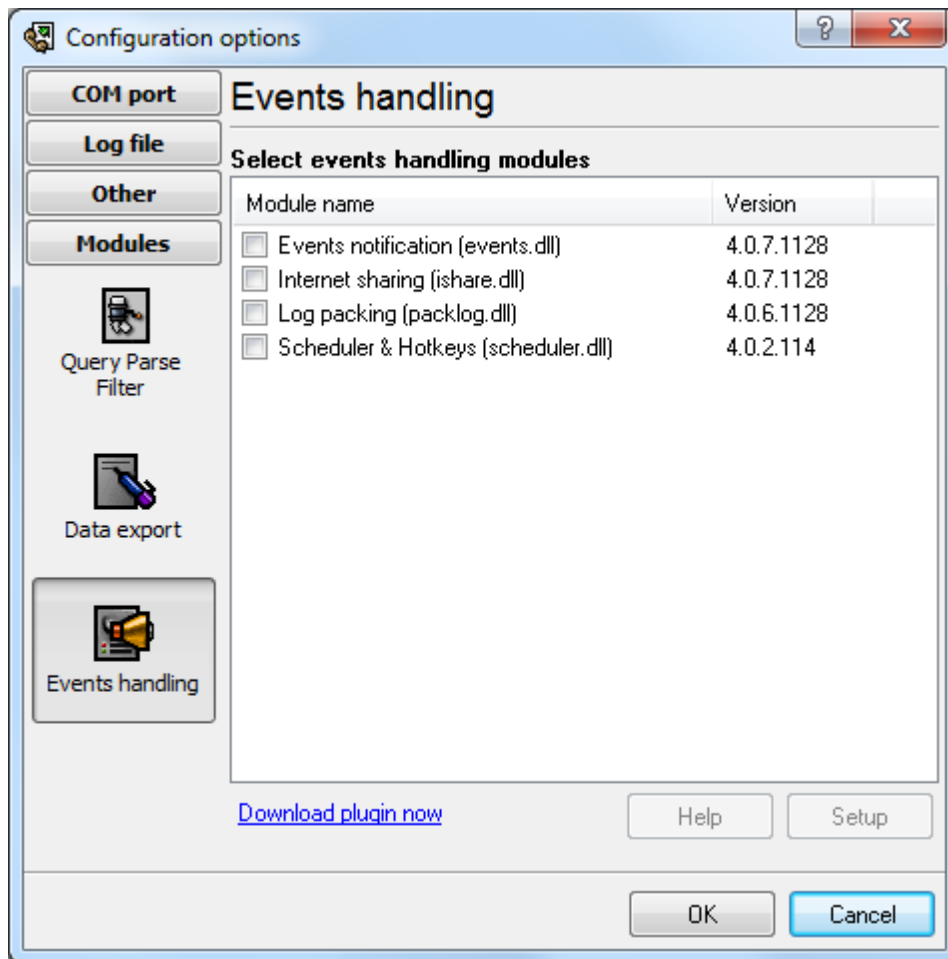 Configuration options
COM port
Log file
Other
Modules
Query Parse
Filter
Data export
Events handling
Events handling
Select events handling modules
Module name Version
Events notification (events.dll) 4.0.7.1128
Internet sharing (ishare.dll) 4.0.7.1128
Log packing (packlog.dll) 4.0.6.1128
Scheduler & Hotkeys (scheduler.dll) 4.0.2.114
Download plugin now
Help Setup
OK Cancel